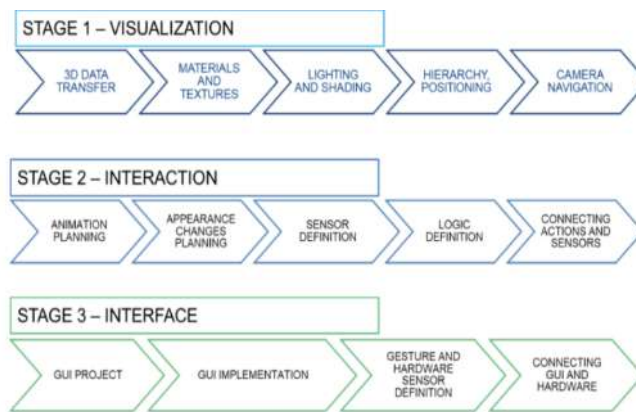 STAGE 1 – VISUALIZATION
3D DATA
TRANSFER
MATERIALS
AND
TEXTURES
LIGHTING
AND SHADING
HIERARCHY,
POSITIONING
CAMERA
NAVIGATION
STAGE 2 – INTERACTION
ANIMATION
PLANNING
APPEARANCE
CHANGES
PLANNING
SENSOR
DEFINITION
LOGIC
DEFINITION
CONNECTING
ACTIONS AND
SENSORS
STAGE 3 – INTERFACE
GUI PROJECT
GUI IMPLEMENTATION
GESTURE AND
HARDWARE
SENSOR
DEFINITION
CONNECTING
GUI AND
HARDWARE